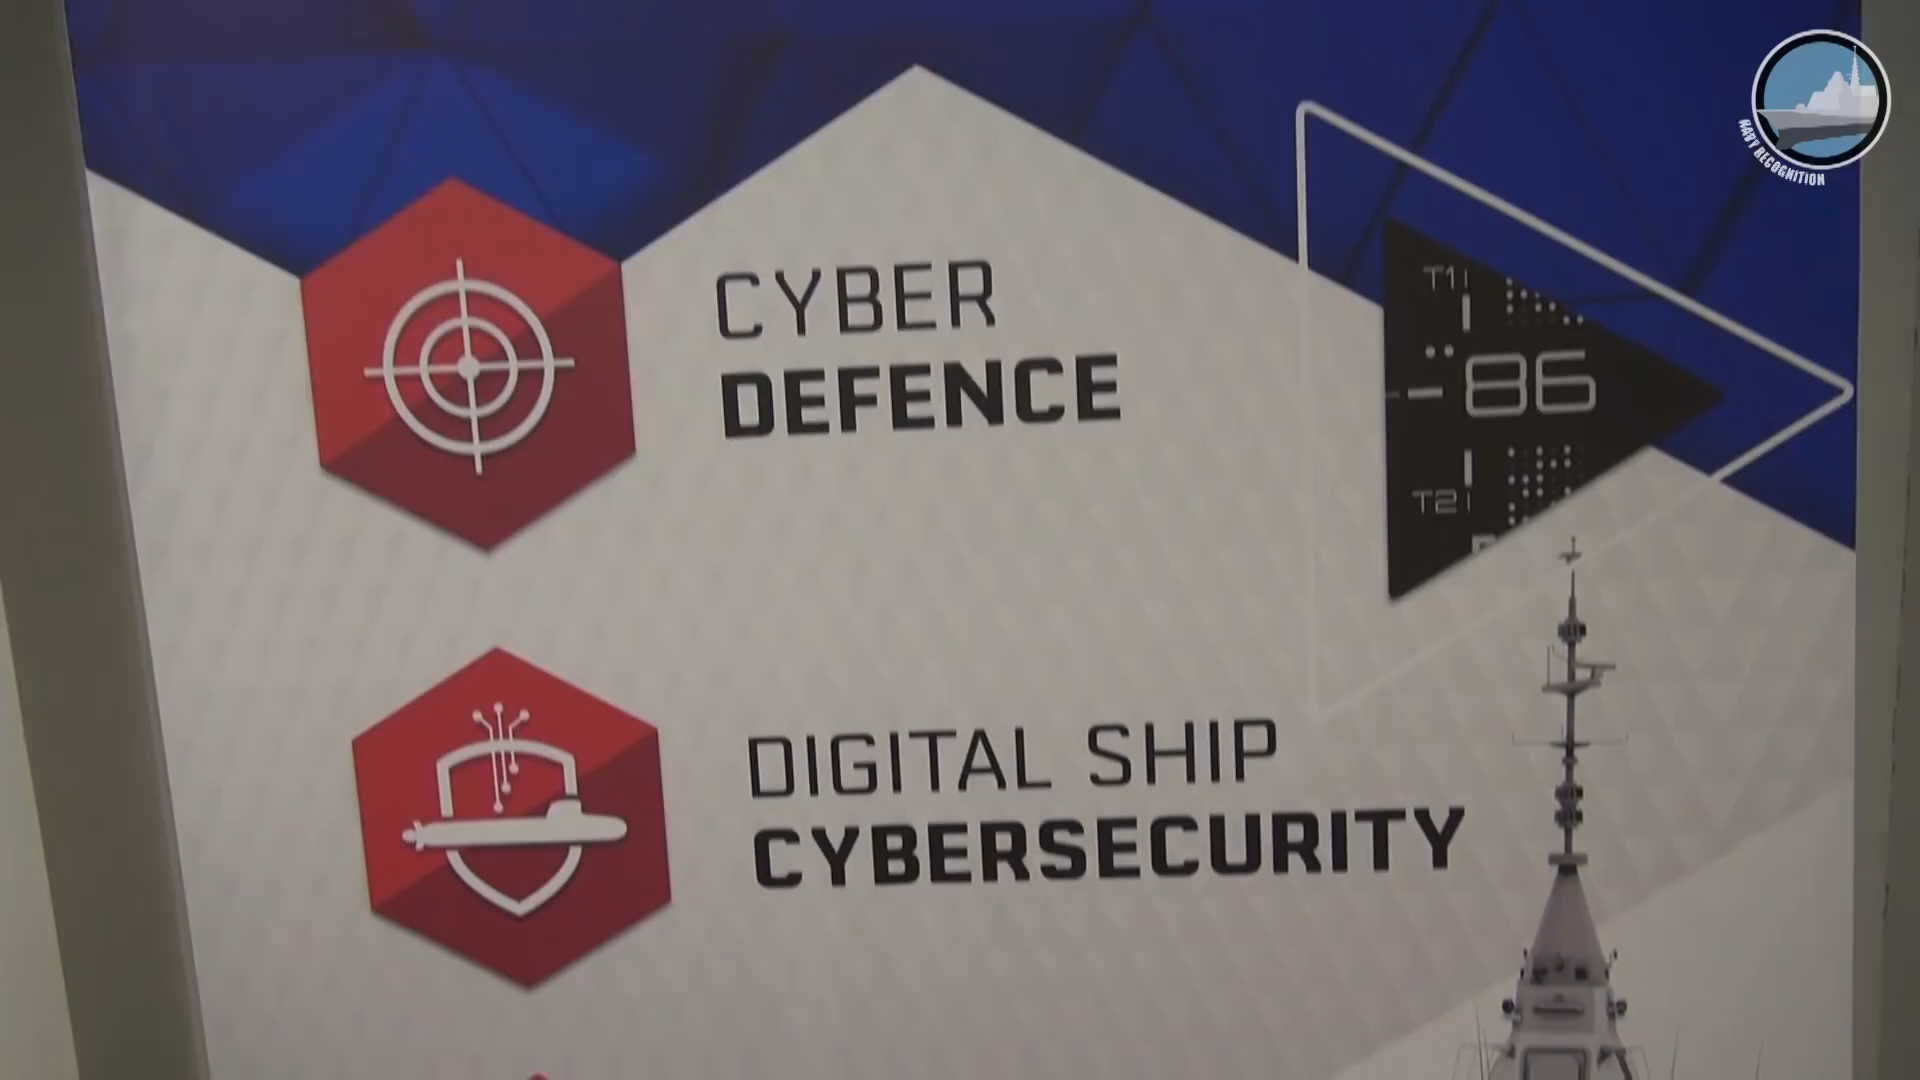 NAVY RECOGNITION
CYBER
DEFENCE
T1
86
T2
DIGITAL SHIP
CYBERSECURITY